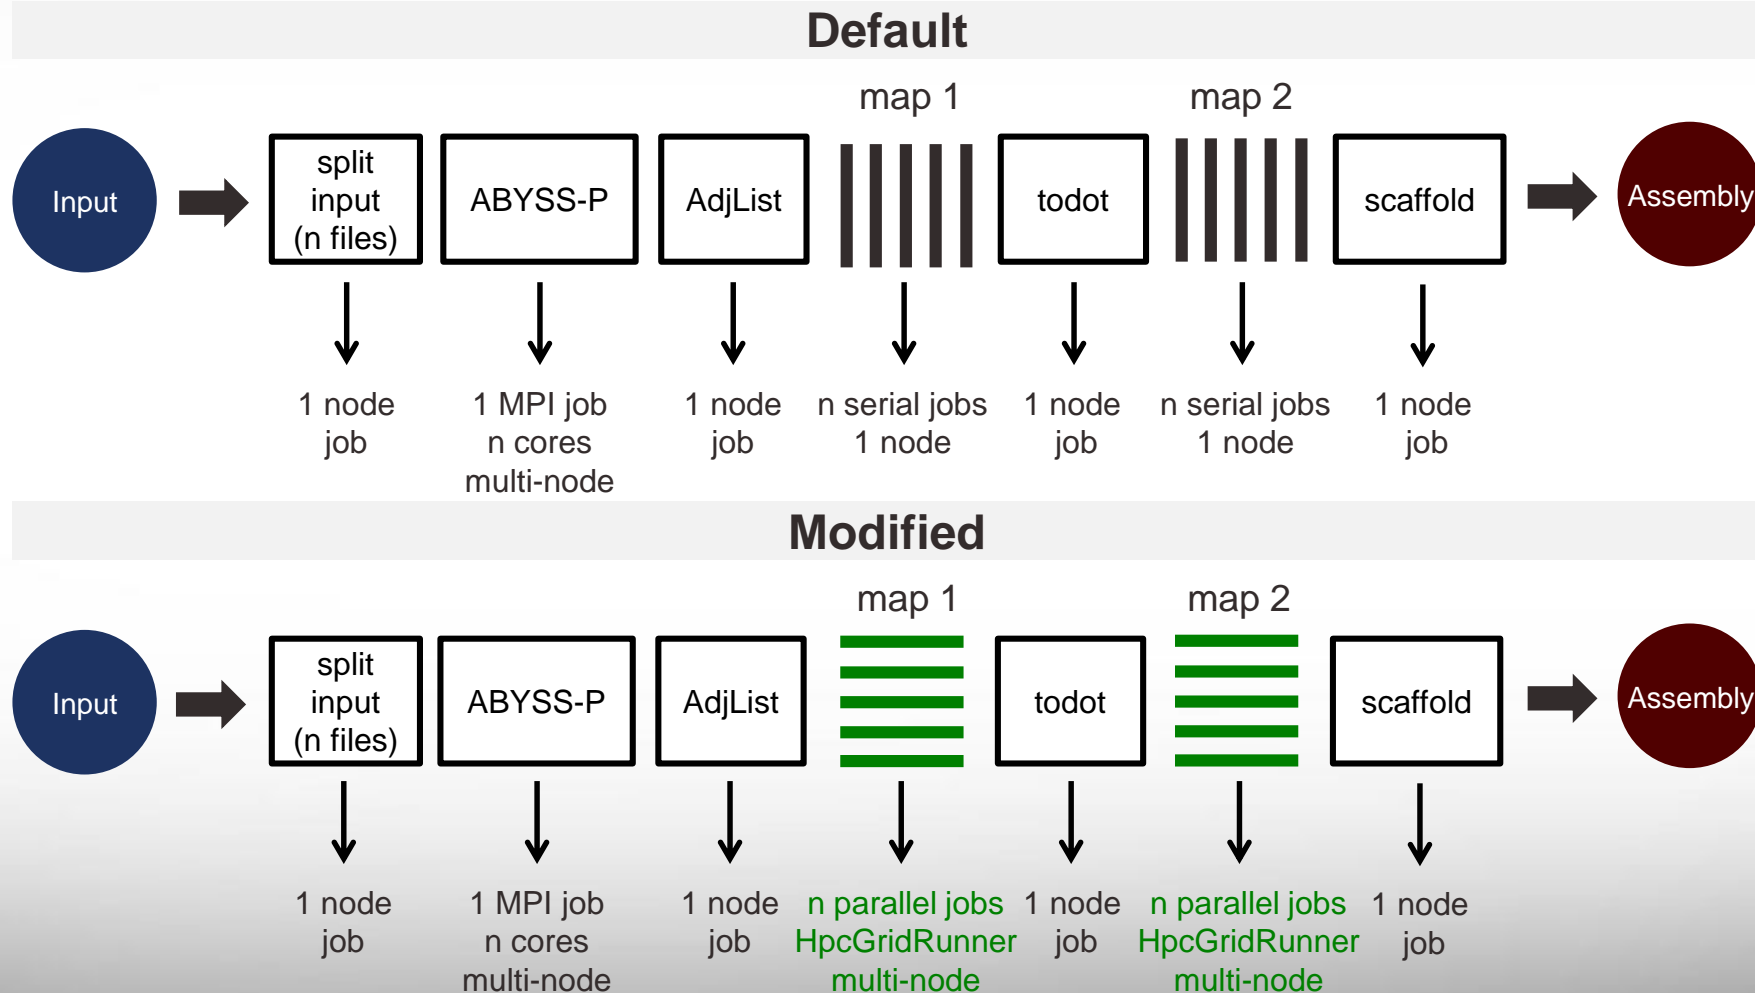 Default
map 1
map 2
Input
split
input
(n files)
ABYSS-P
AdjList
todot
scaffold
Assembly
1 node
job
1 MPI job
n cores
multi-node
1 node
job
n serial jobs
1 node
1 node
job
n serial jobs
1 node
1 node
job
Modified
map 1
map 2
Input
split
input
(n files)
ABYSS-P
AdjList
todot
scaffold
Assembly
1 node
job
1 MPI job
n cores
multi-node
1 node
job
n parallel jobs
HpcGridRunner
multi-node
1 node
job
n parallel jobs
HpcGridRunner
multi-node
1 node
job